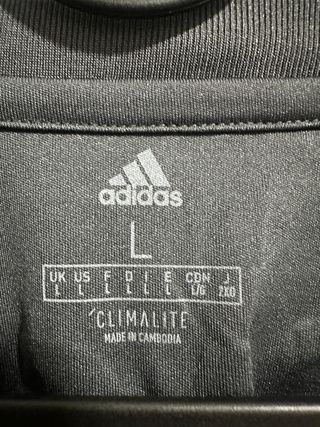 adidas
L
UK US F D I E CDN J
L L L L L L L/G 2XO
CLIMALITE
MADE IN CAMBODIA